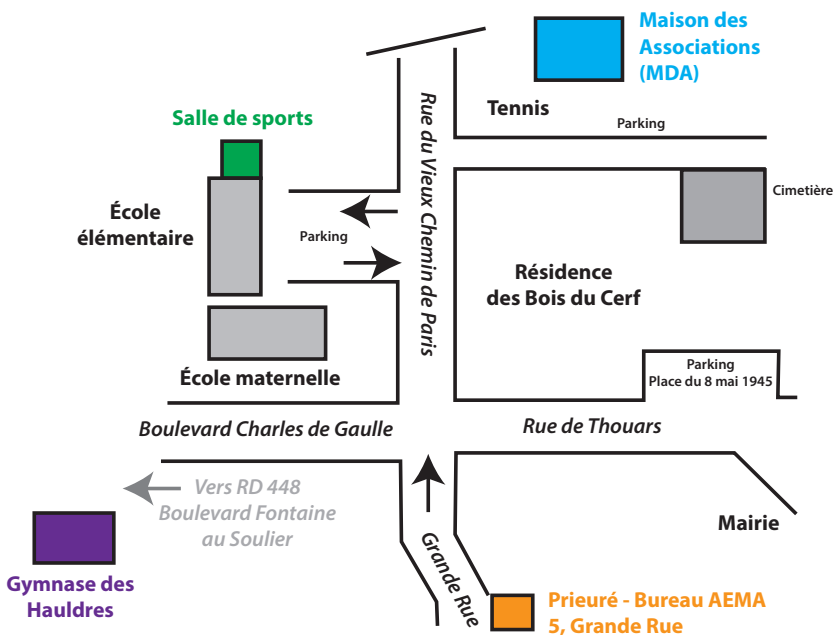 Maison des
Associations
(MDA)
Tennis
Parking
Salle de sports
Cimetière
École
élémentaire
Parking
Rue du Vieux Chemin de Paris
Résidence
des Bois du Cerf
École maternelle
Parking
Place du 8 mai 1945
Boulevard Charles de Gaulle
Rue de Thouars
Vers RD 448
Boulevard Fontaine
au Soulier
Mairie
Gymnase des
Hauldres
Grande Rue
Prieuré - Bureau AEMA
5, Grande Rue